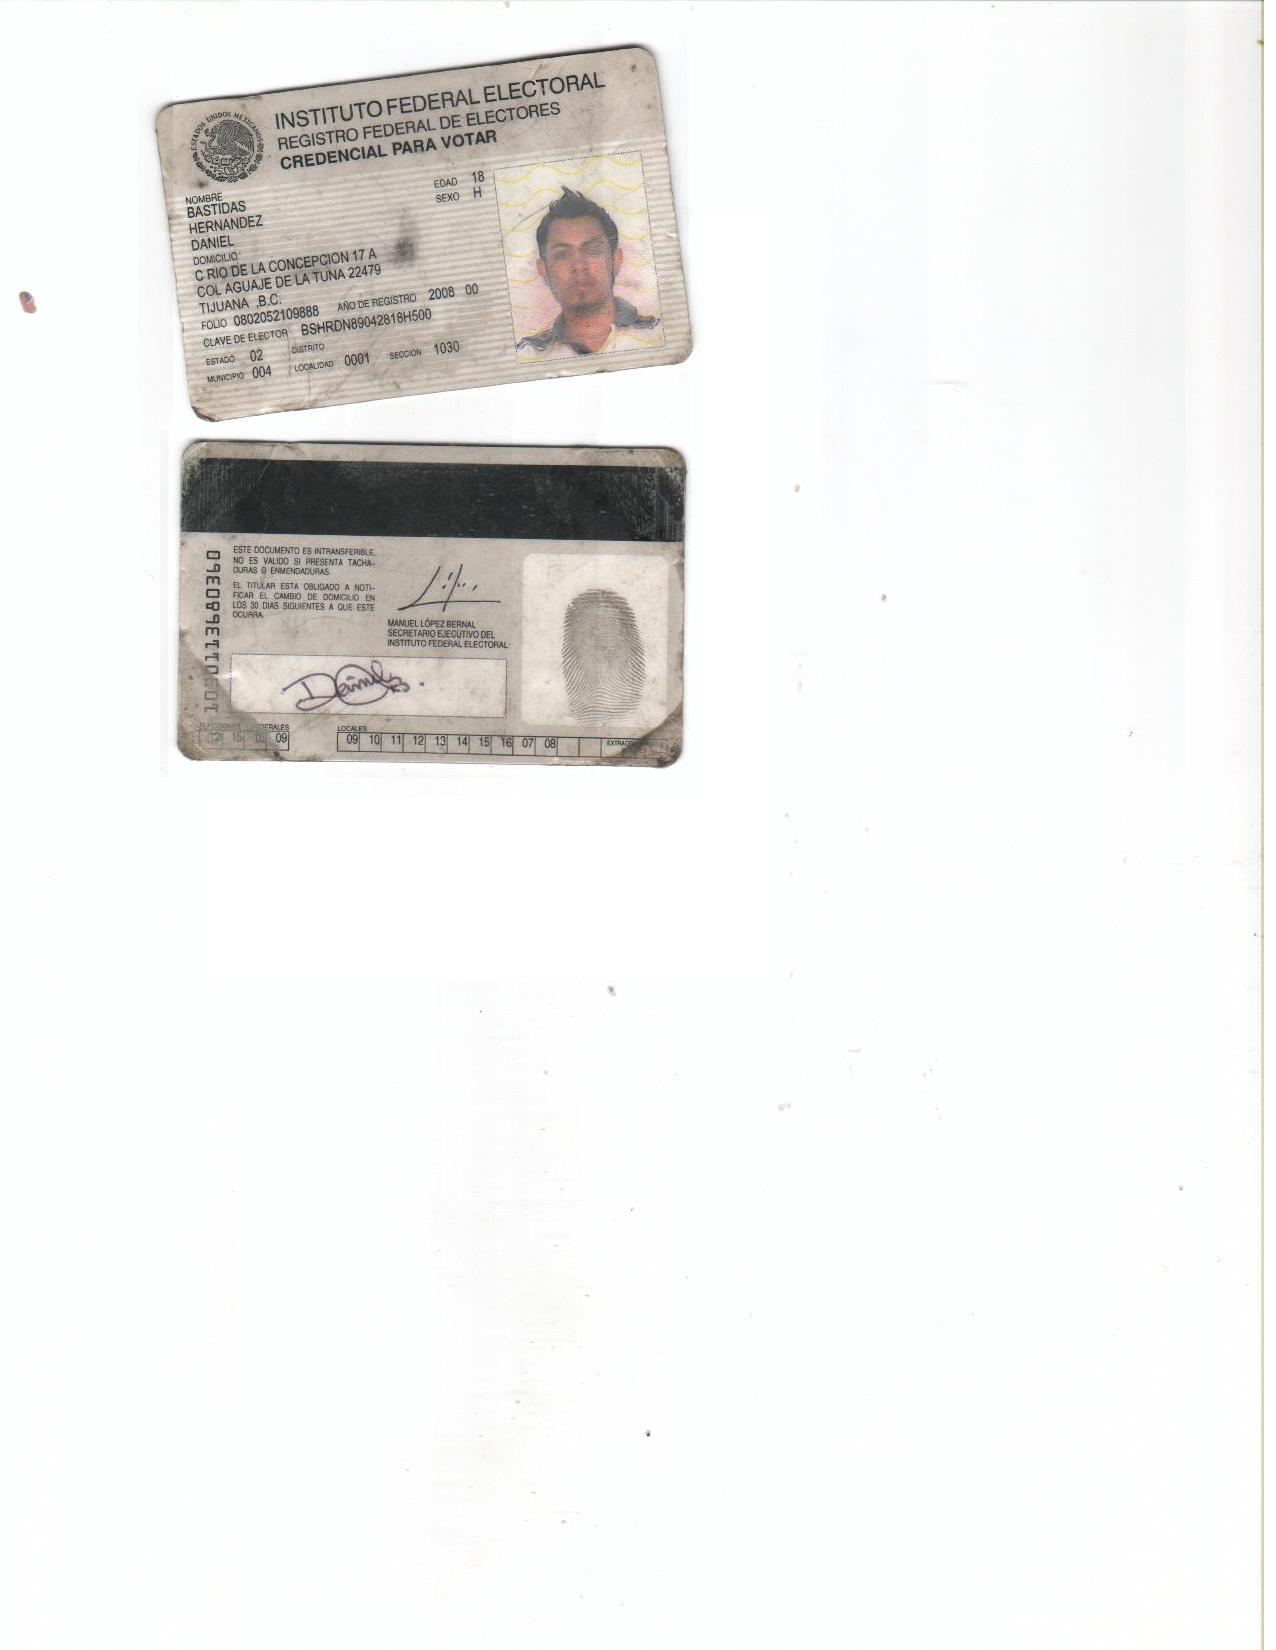 ESTADOS UNIDOS MEXICANOS
INSTITUTO FEDERAL ELECTORAL
REGISTRO FEDERAL DE ELECTORES
CREDENCIAL PARA VOTAR
NOMBRE
BASTIDAS
HERNANDEZ
DANIEL
EDAD 18
SEXO H
DOMICILIO
C RIO DE LA CONCEPCION 17 A
COL AGUAJE DE LA TUNA 22479
TIJUANA ,B.C.
FOLIO 0802052109888 AÑO DE REGISTRO 2008 00
CLAVE DE ELECTOR BSHRDN89042818H500
ESTADO 02 DISTRITO
MUNICIPIO 004 LOCALIDAD 0001 SECCION 1030
ESTE DOCUMENTO ES INTRANSFERIBLE,
NO ES VALIDO SI PRESENTA TACHA-
DURAS O ENMENDADURAS.
EL TITULAR ESTA OBLIGADO A NOTI-
FICAR EL CAMBIO DE DOMICILIO EN
LOS 30 DIAS SIGUIENTES A QUE ESTE
OCURRA.
MANUEL LÓPEZ BERNAL
SECRETARIO EJECUTIVO DEL
INSTITUTO FEDERAL ELECTORAL
ELECCIONES FEDERALES
12 15 18 09
LOCALES
09 10 11 12 13 14 15 16 07 08